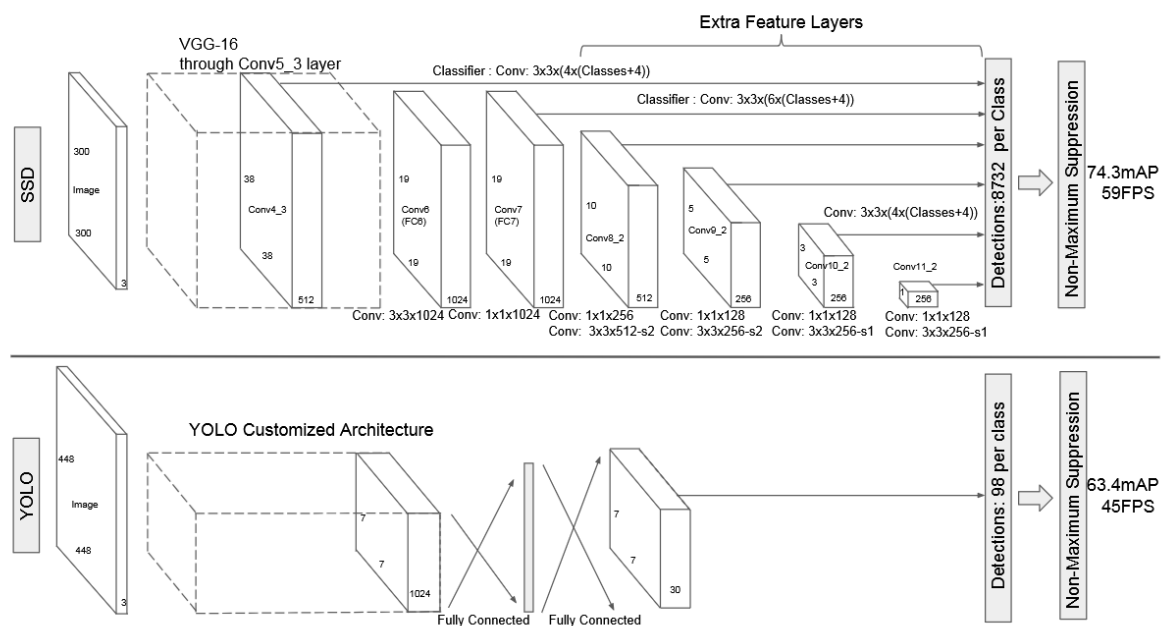 Extra Feature Layers
VGG-16
through Conv5_3 layer
Classifier : Conv: 3x3x(4x(Classes+4))
Classifier : Conv: 3x3x(6x(Classes+4))
SSD
300
Image
300
3
38
Conv4_3
38
512
19
Conv6
(FC6)
19
1024
19
Conv7
(FC7)
19
1024
10
Conv8_2
10
512
5
Conv9_2
5
256
Conv: 3x3x(4x(Classes+4))
3
Conv10_2
3
256
Conv11_2
1
256
Conv: 3x3x1024
Conv: 1x1x1024
Conv: 1x1x256
Conv: 3x3x512-s2
Conv: 1x1x128
Conv: 3x3x256-s2
Conv: 1x1x128
Conv: 3x3x256-s1
Conv: 1x1x128
Conv: 3x3x256-s1
Detections:8732 per Class
Non-Maximum Suppression
74.3mAP
59FPS
YOLO
448
Image
448
3
YOLO Customized Architecture
7
7
1024
Fully Connected
Fully Connected
7
7
30
Detections: 98 per class
Non-Maximum Suppression
63.4mAP
45FPS